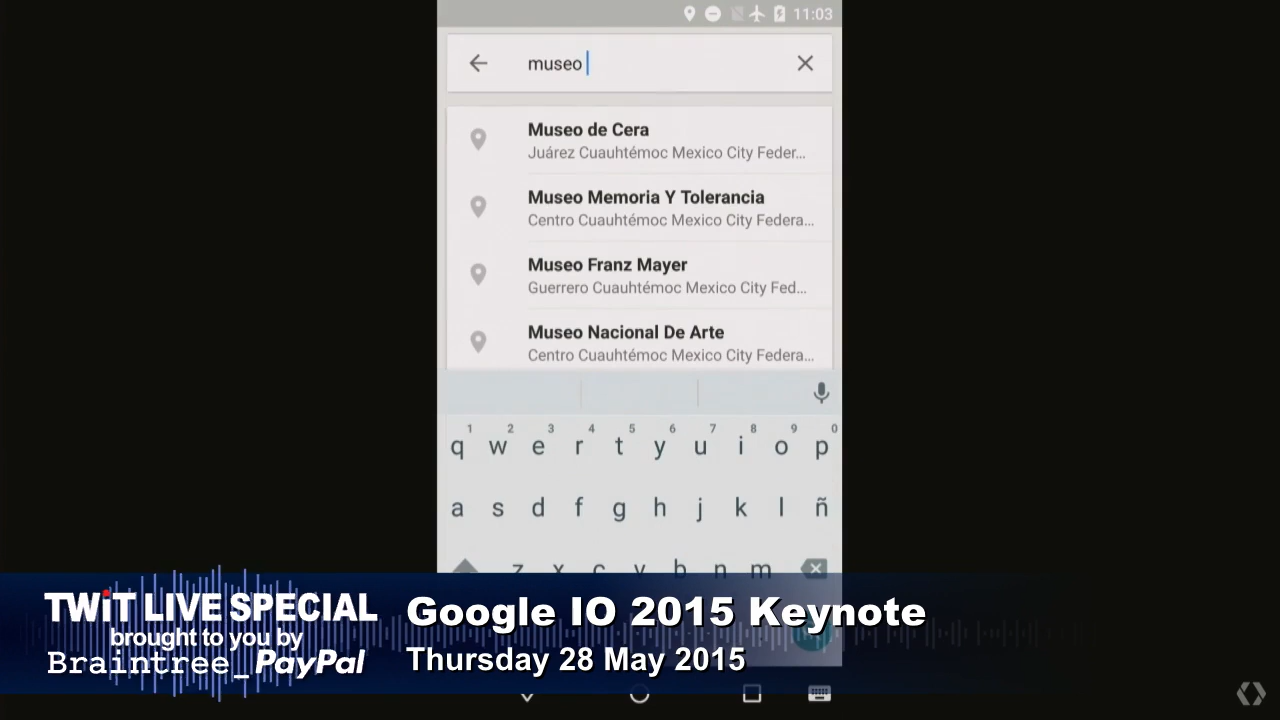 11:03
museo
Museo de Cera
Juárez Cuauhtémoc Mexico City Feder...
Museo Memoria Y Tolerancia
Centro Cuauhtémoc Mexico City Federa...
Museo Franz Mayer
Guerrero Cuauhtémoc Mexico City Fed...
Museo Nacional De Arte
Centro Cuauhtémoc Mexico City Federa...
1 2 3 4 5 6 7 8 9 0
q w e r t y u i o p
a s d f g h j k l ñ
z x c v b n m
TWiT LIVE SPECIAL
brought to you by
Braintree_PayPal
Google IO 2015 Keynote
Thursday 28 May 2015